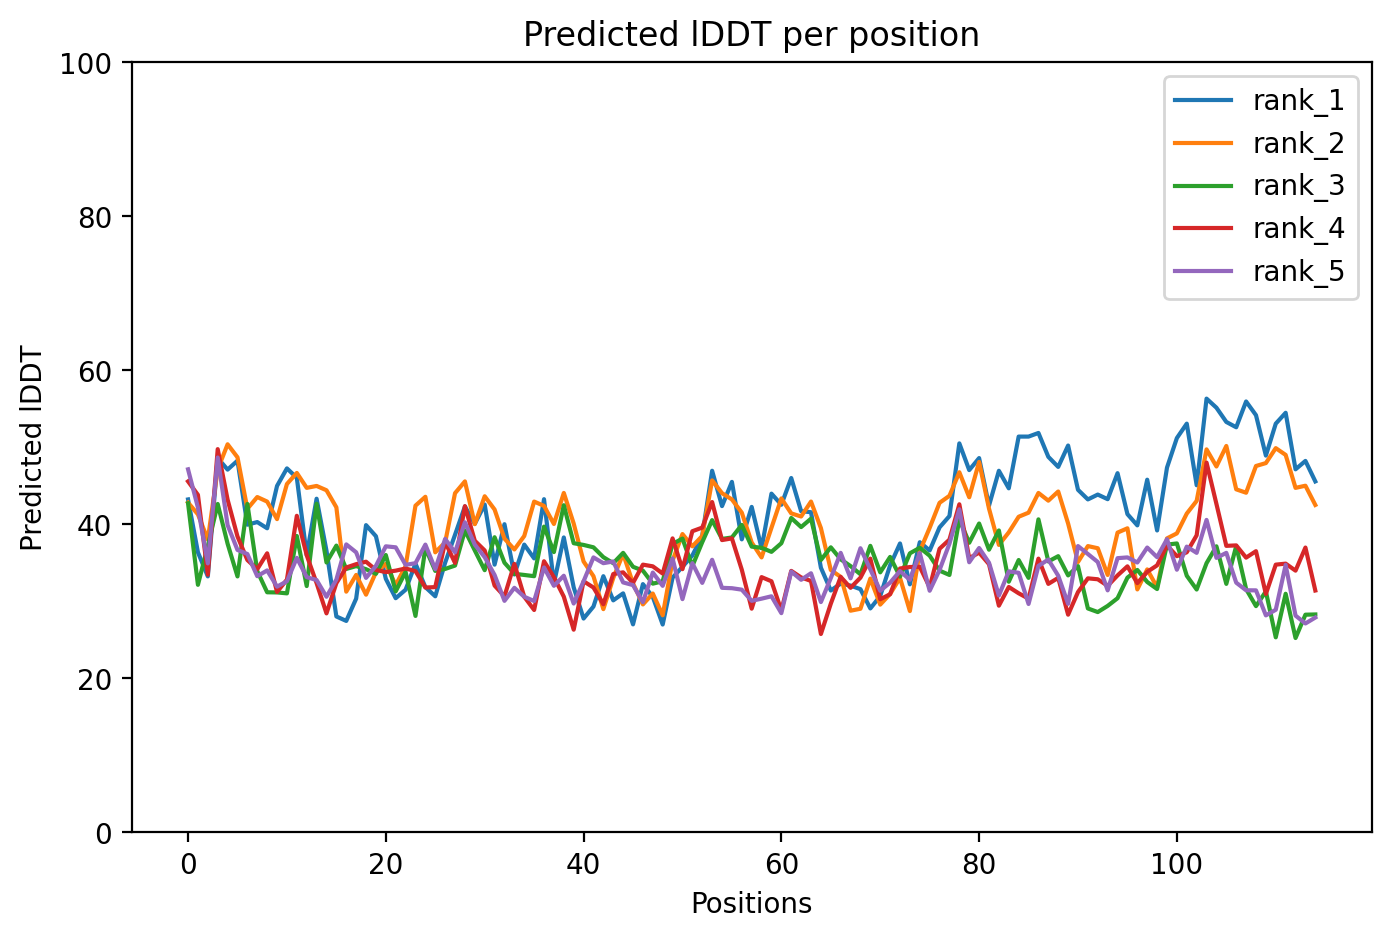 Predicted lDDT per position
100
80
60
40
20
0
Predicted lDDT
0 20 40 60 80 100
Positions
rank_1
rank_2
rank_3
rank_4
rank_5